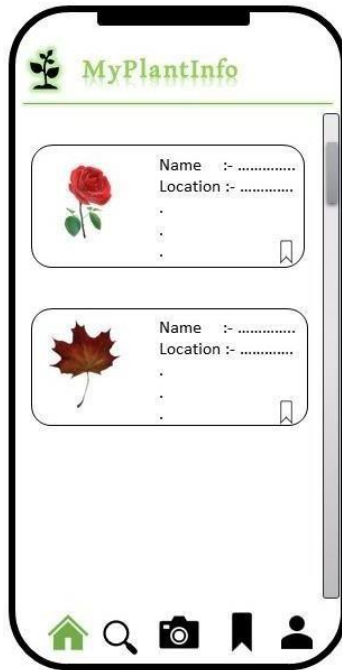 MyPlantInfo
Name :- ..............
Location :- .............
.
.
.
Name :- ..............
Location :- .............
.
.
.